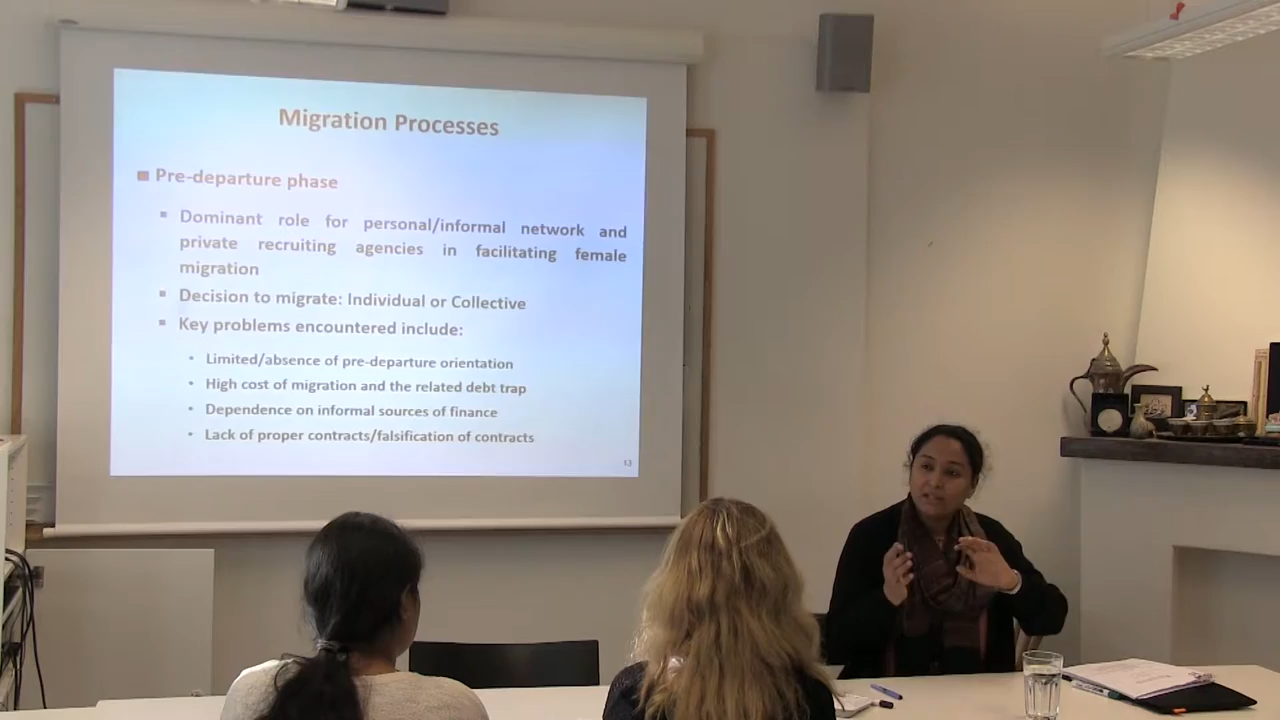 Migration Processes
Pre-departure phase
Dominant role for personal/informal network and
private recruiting agencies in facilitating female
migration
Decision to migrate: Individual or Collective
Key problems encountered include:
Limited/absence of pre-departure orientation
High cost of migration and the related debt trap
Dependence on informal sources of finance
Lack of proper contracts/falsification of contracts
13